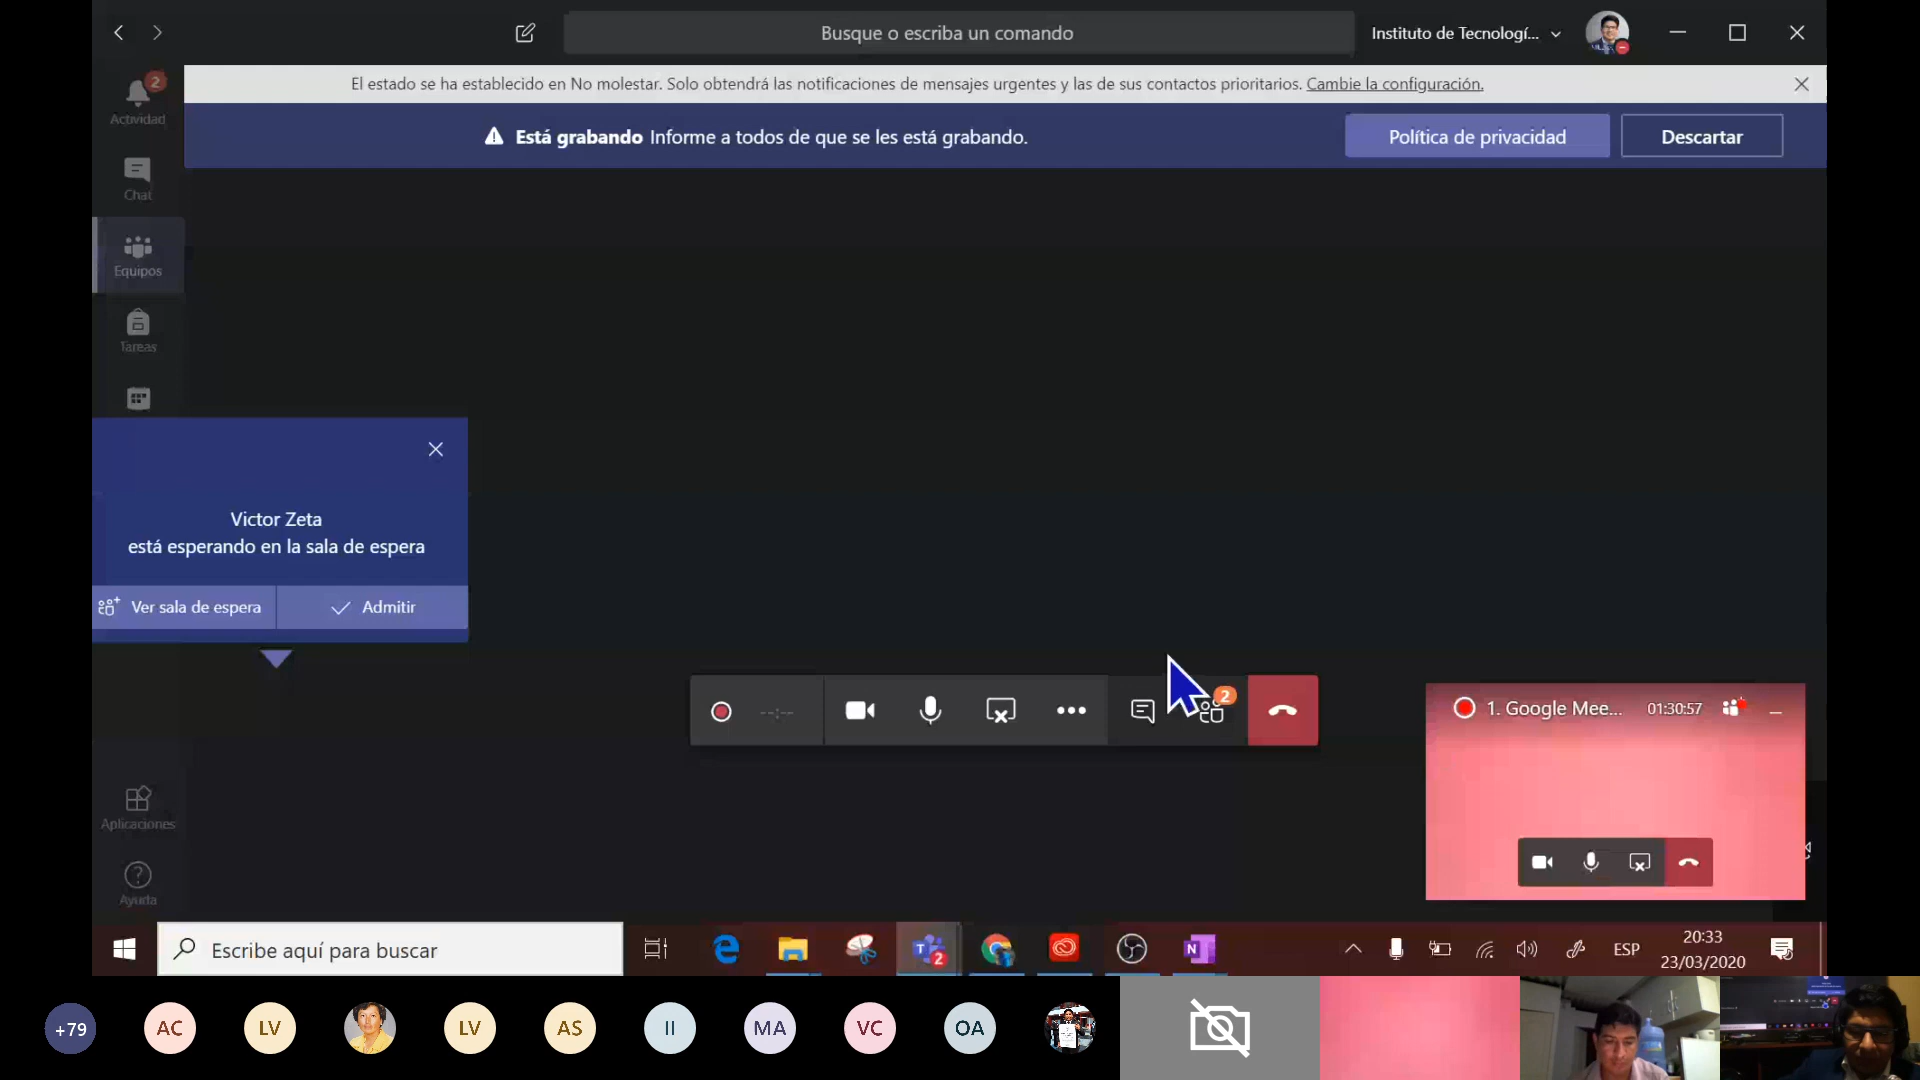 Busque o escriba un comando
Instituto de Tecnologí...
El estado se ha establecido en No molestar. Solo obtendrá las notificaciones de mensajes urgentes y las de sus contactos prioritarios. Cambie la configuración.
Está grabando Informe a todos de que se les está grabando.
Política de privacidad
Descartar
2
Actividad
Chat
Equipos
Tareas
Victor Zeta
está esperando en la sala de espera
Ver sala de espera
Admitir
2
1. Google Mee...
01:30:57
Aplicaciones
Ayuda
Escribe aquí para buscar
T
2
N
ESP
20:33
23/03/2020
+79
AC
LV
LV
AS
II
MA
VC
OA